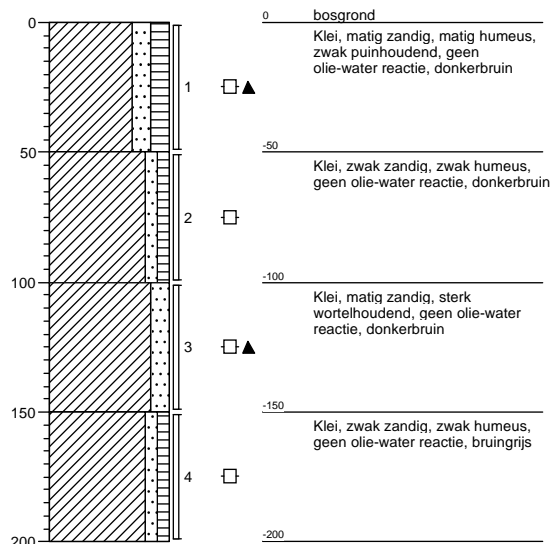 0
0
bosgrond
Klei, matig zandig, matig humeus,
zwak puinhoudend, geen
olie-water reactie, donkerbruin
1
50
-50
Klei, zwak zandig, zwak humeus,
geen olie-water reactie, donkerbruin
2
100
-100
Klei, matig zandig, sterk
wortelhoudend, geen olie-water
reactie, donkerbruin
3
150
-150
Klei, zwak zandig, zwak humeus,
geen olie-water reactie, bruingrijs
4
200
-200